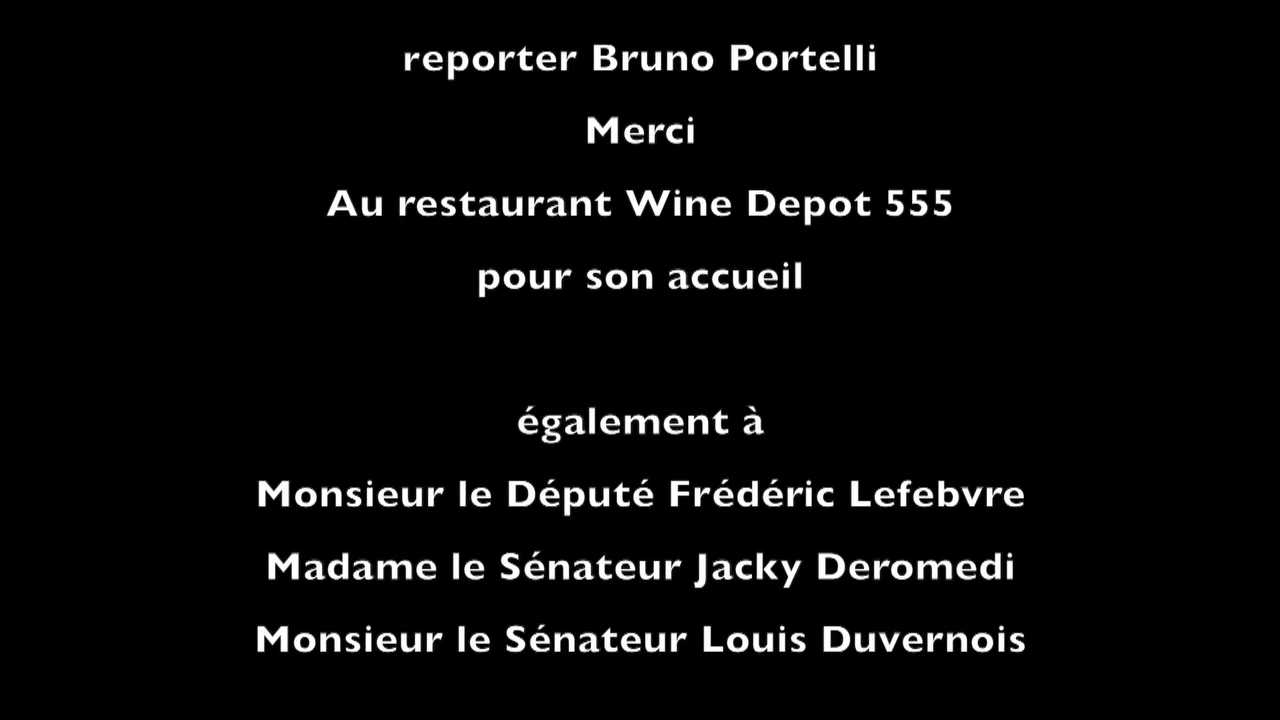 reporter Bruno Portelli
Merci
Au restaurant Wine Depot 555
pour son accueil
également à
Monsieur le Député Frédéric Lefebvre
Madame le Sénateur Jacky Deromedi
Monsieur le Sénateur Louis Duvernois